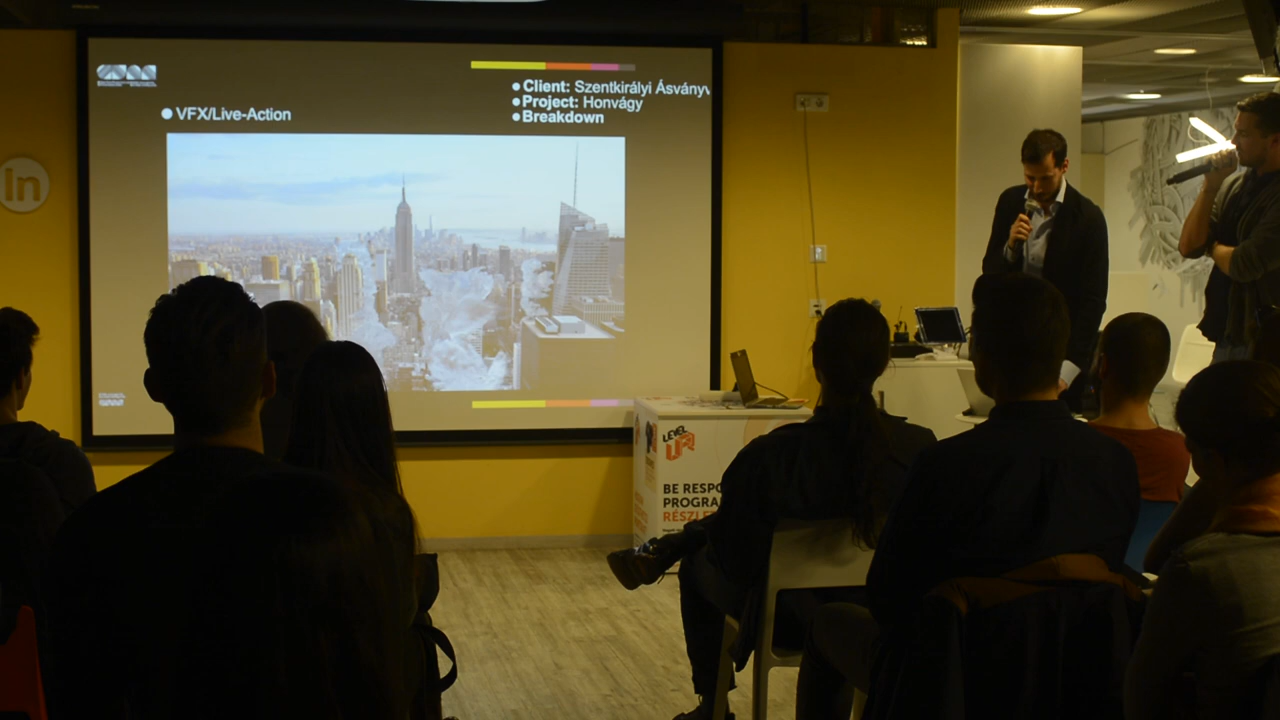 VFX/Live-Action
Client: Szentkirályi Ásványv
Project: Honvágy
Breakdown
in
LEVEL
UP
BE RESPO
PROGRA
RÉSZLE